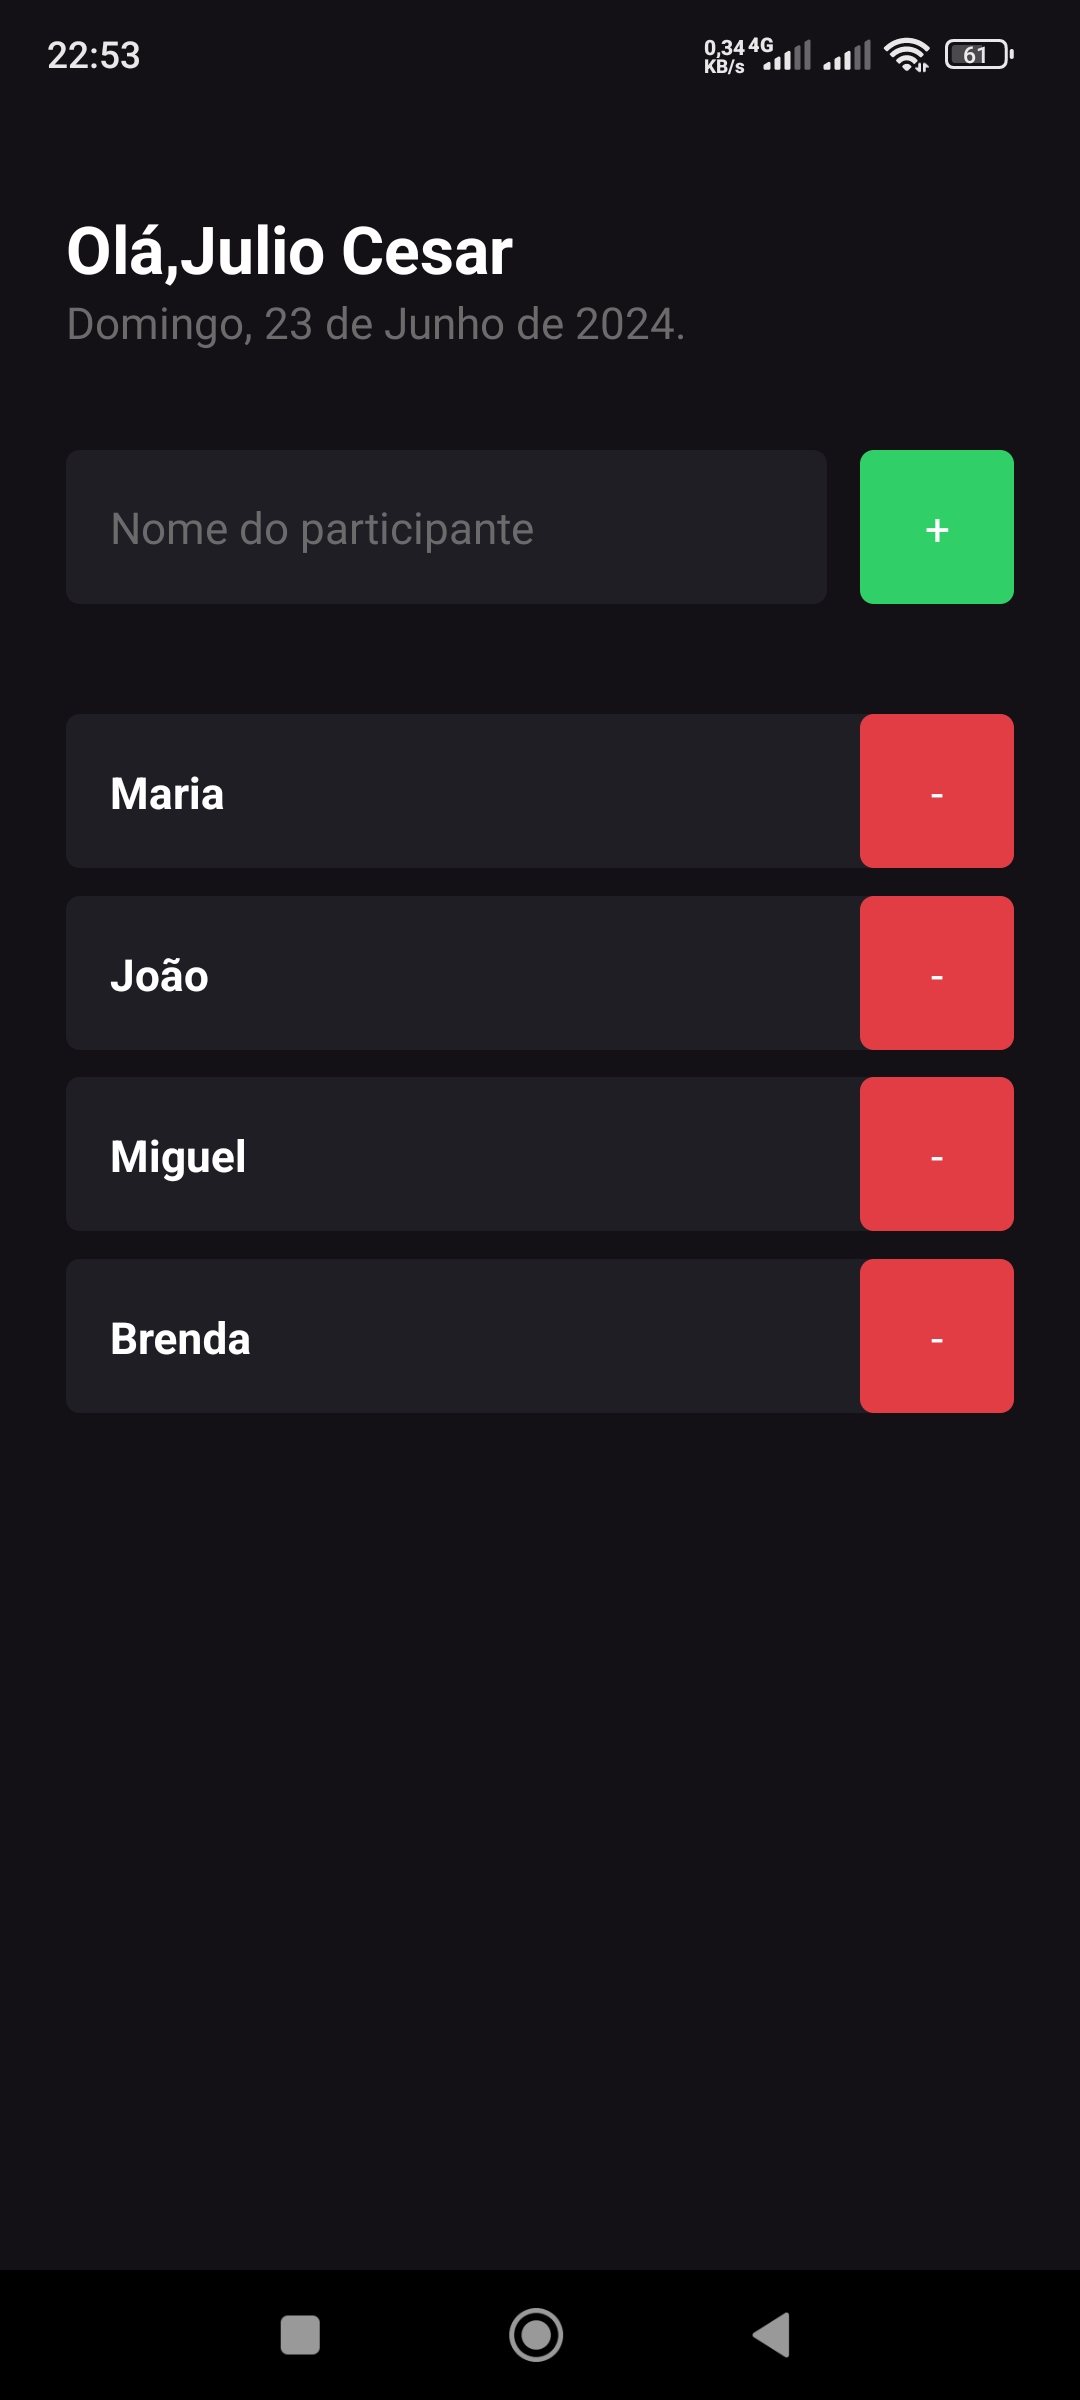 22:53
0,34 4G
KB/s
61
Olá,Julio Cesar
Domingo, 23 de Junho de 2024.
Nome do participante
+
Maria
-
João
-
Miguel
-
Brenda
-